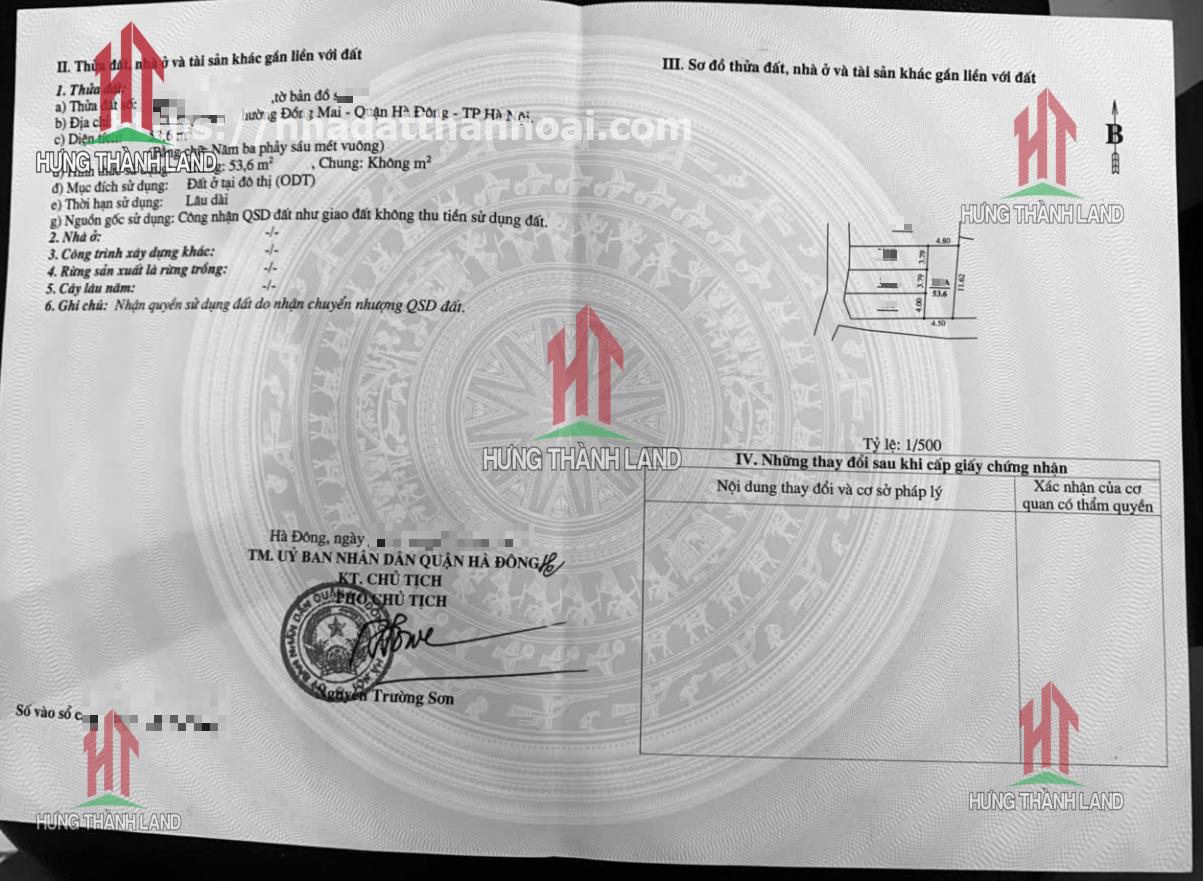 II. Thửa đất, nhà ở và tài sản khác gắn liền với đất
1. Thửa đất:
a) Thửa đất số: tờ bản đồ
b) Địa chỉ Đồng Mai - Quận Hà Đông - TP Hà Nội.
c) Diện
Năm ba phảy sáu mét vuông)
53,6 m², Chung: Không m²
đ) Mục đích sử dụng: Đất ở tại đô thị (ODT)
e) Thời hạn sử dụng: Lâu dài
g) Nguồn gốc sử dụng: Công nhận QSD đất như giao đất không thu tiền sử dụng đất.
2. Nhà ở: -/-
3. Công trình xây dựng khác: -/-
4. Rừng sản xuất là rừng trồng: -/-
5. Cây lâu năm: -/-
6. Ghi chú: Nhận quyền sử dụng đất do nhận chuyển nhượng QSD đất.
Hà Đông, ngày
TM. UỶ BAN NHÂN DÂN QUẬN HÀ ĐÔNG
KT. CHỦ TỊCH
PHÓ CHỦ TỊCH
Nguyễn Trường Sơn
Số vào sổ
III. Sơ đồ thửa đất, nhà ở và tài sản khác gắn liền với đất
B
4.80
3.79
3.79
4.00
11.62
A
53.6
4.50
Tỷ lệ: 1/500
IV. Những thay đổi sau khi cấp giấy chứng nhận
Nội dung thay đổi và cơ sở pháp lý
Xác nhận của cơ
quan có thẩm quyền
https://nhadatthanhoai.com
HƯNG THÀNH LAND
HƯNG THÀNH LAND
HƯNG THÀNH LAND
HƯNG THÀNH LAND
HƯNG THÀNH LAND